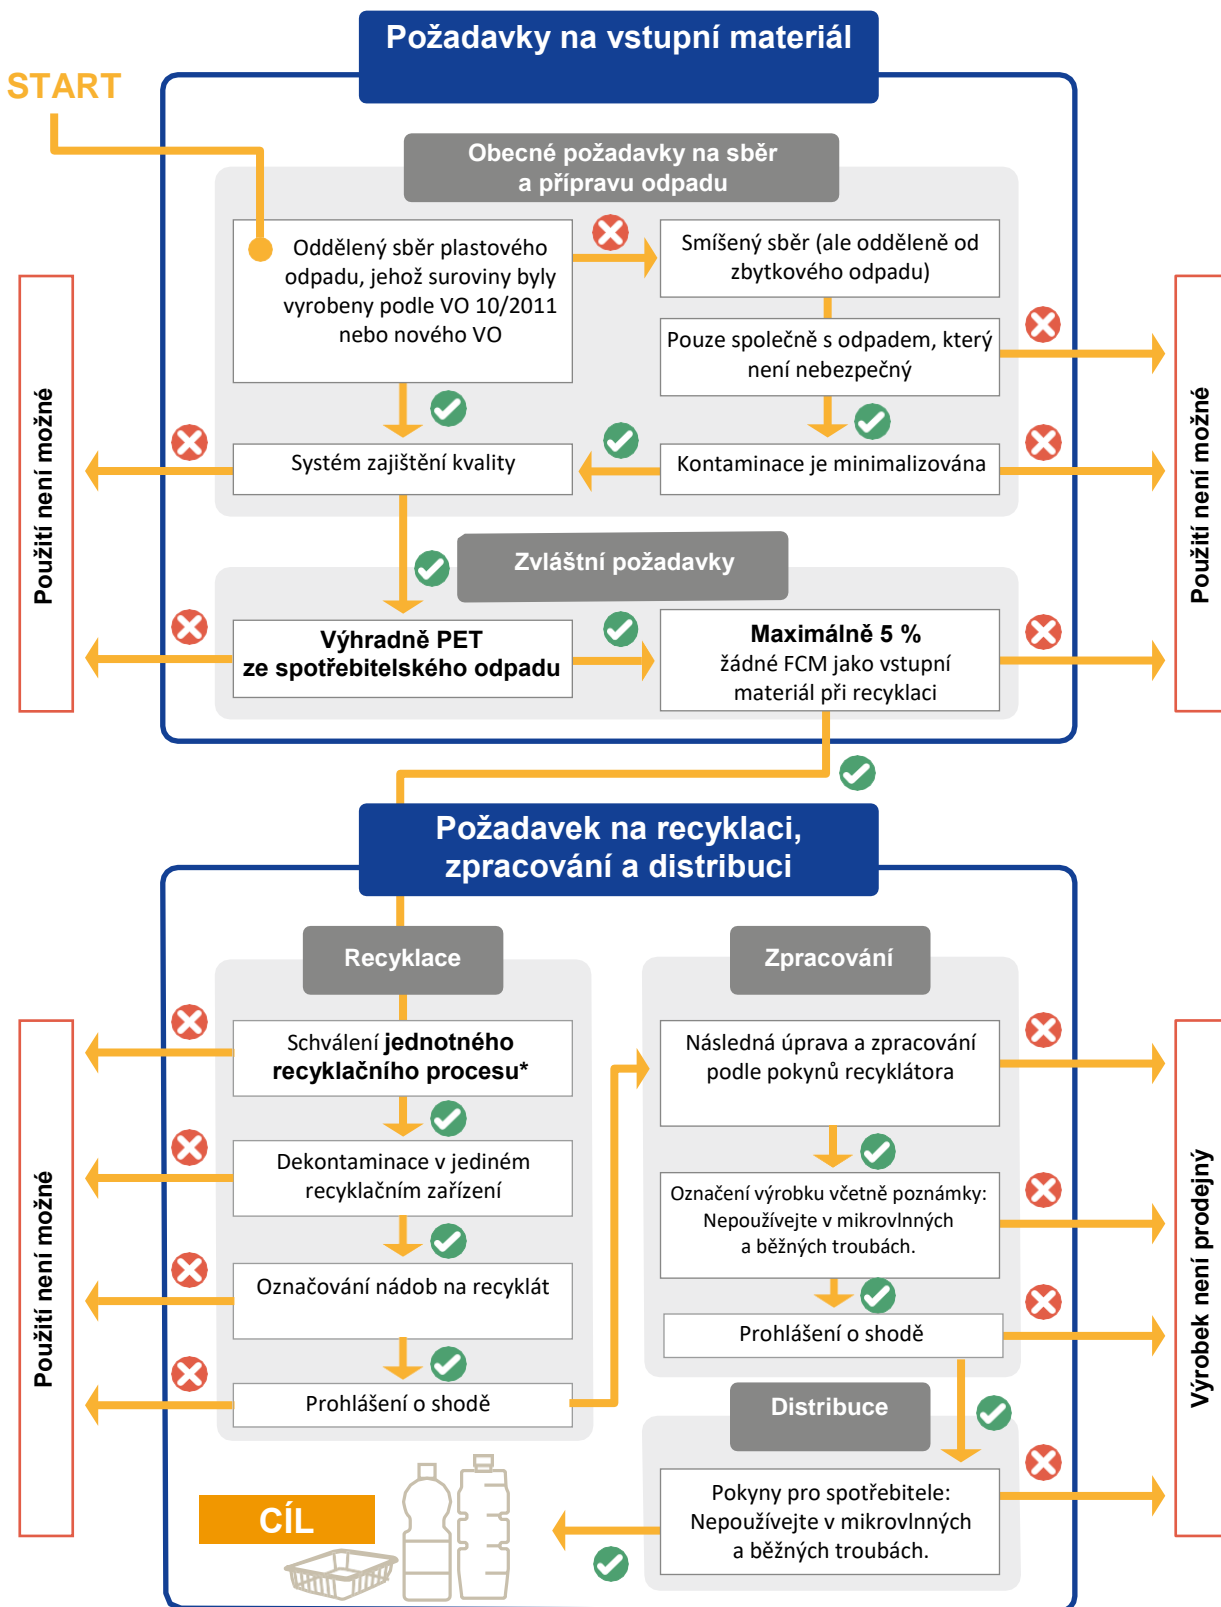 Požadavky na vstupní materiál
START
Obecné požadavky na sběr
a přípravu odpadu
Oddělený sběr plastového
odpadu, jehož suroviny byly
vyrobeny podle VO 10/2011
nebo nového VO
Smíšený sběr (ale odděleně od
zbytkového odpadu)
Pouze společně s odpadem, který
není nebezpečný
Systém zajištění kvality
Kontaminace je minimalizována
Použití není možné
Použití není možné
Zvláštní požadavky
Výhradně PET
ze spotřebitelského odpadu
Maximálně 5 %
žádné FCM jako vstupní
materiál při recyklaci
Požadavek na recyklaci,
zpracování a distribuci
Recyklace
Zpracování
Schválení jednotného
recyklačního procesu*
Následná úprava a zpracování
podle pokynů recyklátora
Dekontaminace v jediném
recyklačním zařízení
Označení výrobku včetně poznámky:
Nepoužívejte v mikrovlnných
a běžných troubách.
Označování nádob na recyklát
Prohlášení o shodě
Prohlášení o shodě
Použití není možné
Výrobek není prodejný
Distribuce
Pokyny pro spotřebitele:
Nepoužívejte v mikrovlnných
a běžných troubách.
CÍL